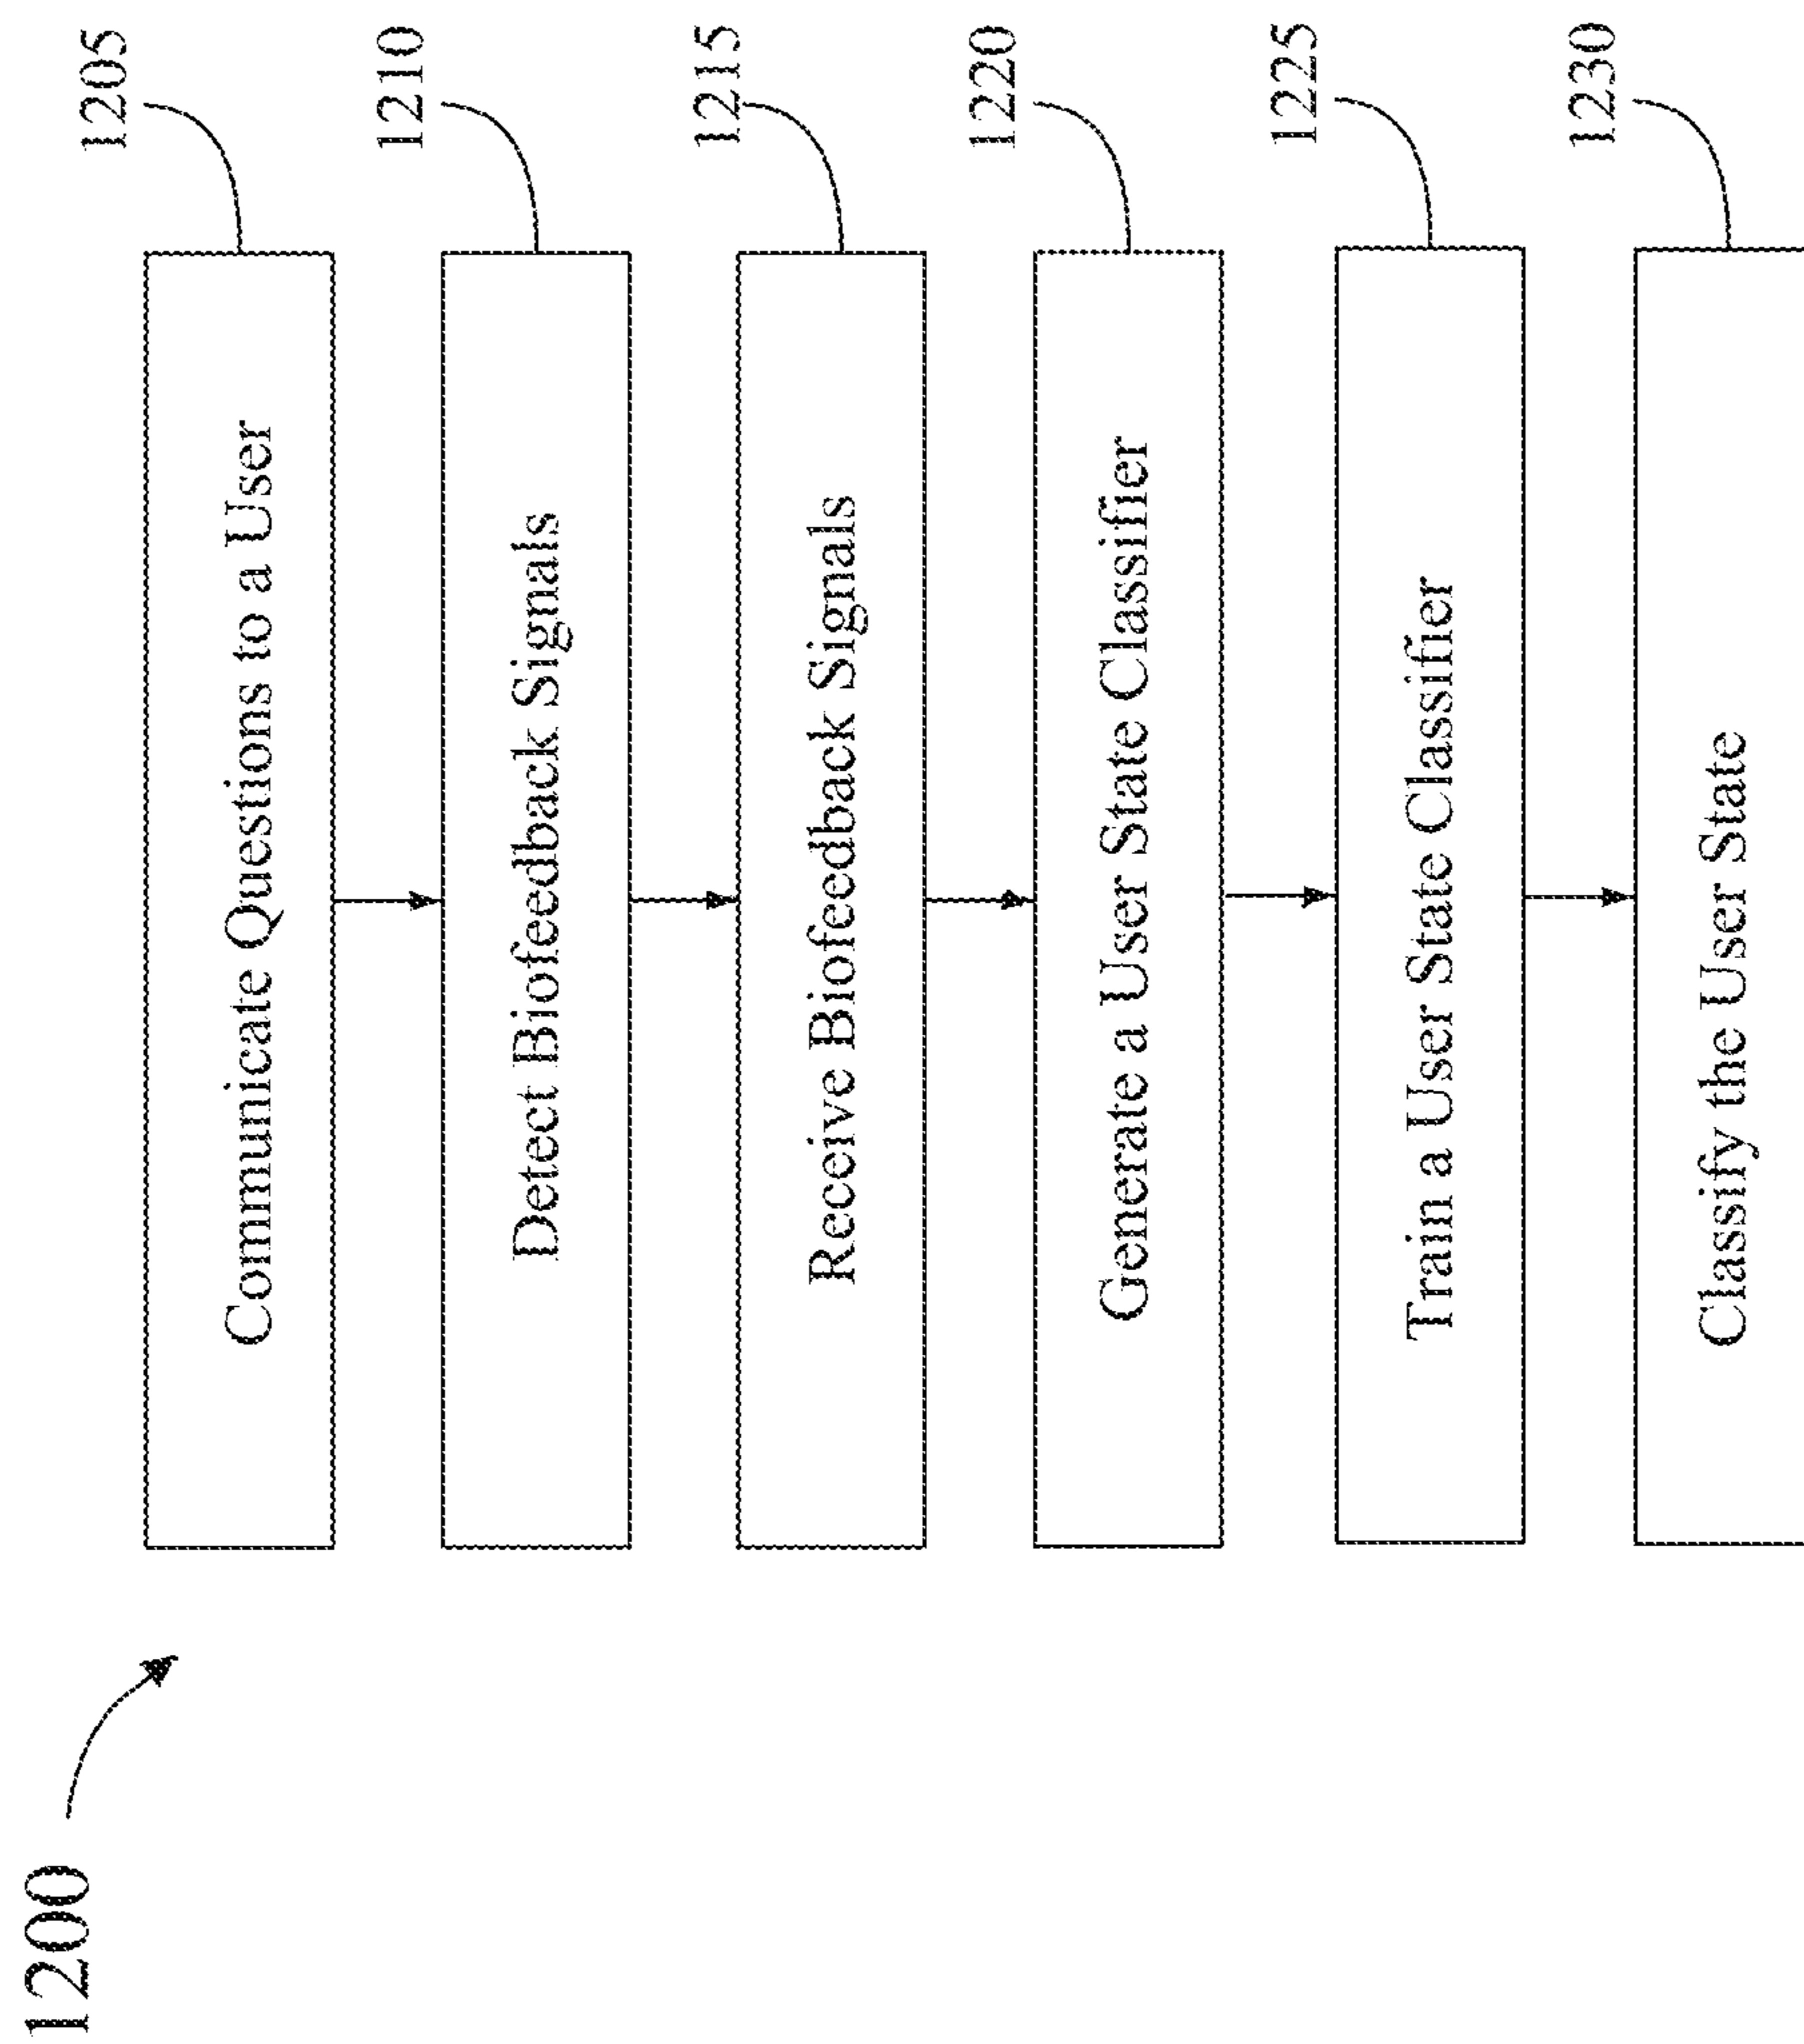 1200
1205
Communicate Questions to a User
1210
Detect Biofeedback Signals
1215
Receive Biofeedback Signals
1220
Generate a User State Classifier
1225
Train a User State Classifier
1230
Classify the User State